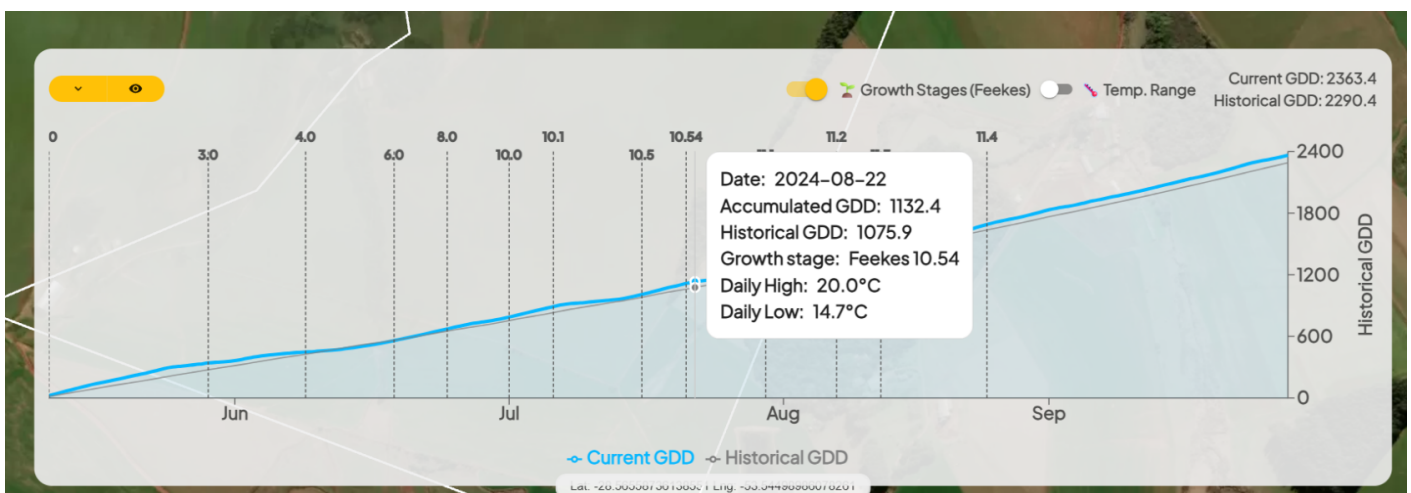 Growth Stages (Feekes)
Temp. Range
Current GDD: 2363.4
Historical GDD: 2290.4
0
4.0
8.0
10.1
10.54
11.2
11.4
3.0
6.0
10.0
10.5
Date: 2024-08-22
Accumulated GDD: 1132.4
Historical GDD: 1075.9
Growth stage: Feekes 10.54
Daily High: 20.0°C
Daily Low: 14.7°C
2400
1800
1200
600
0
Historical GDD
Jun
Jul
Aug
Sep
Current GDD
Historical GDD